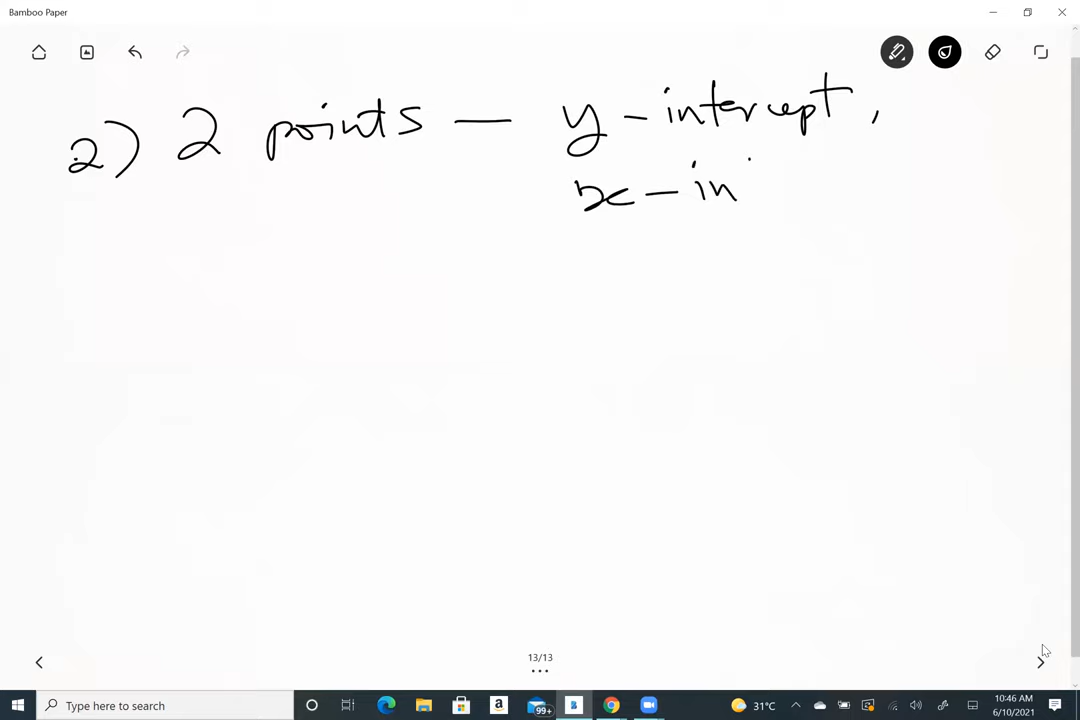 Bamboo Paper
2) 2 points — y - intercept,
x - in
13/13
Type here to search
a
99+
B
31°C
10:46 AM
6/10/2021